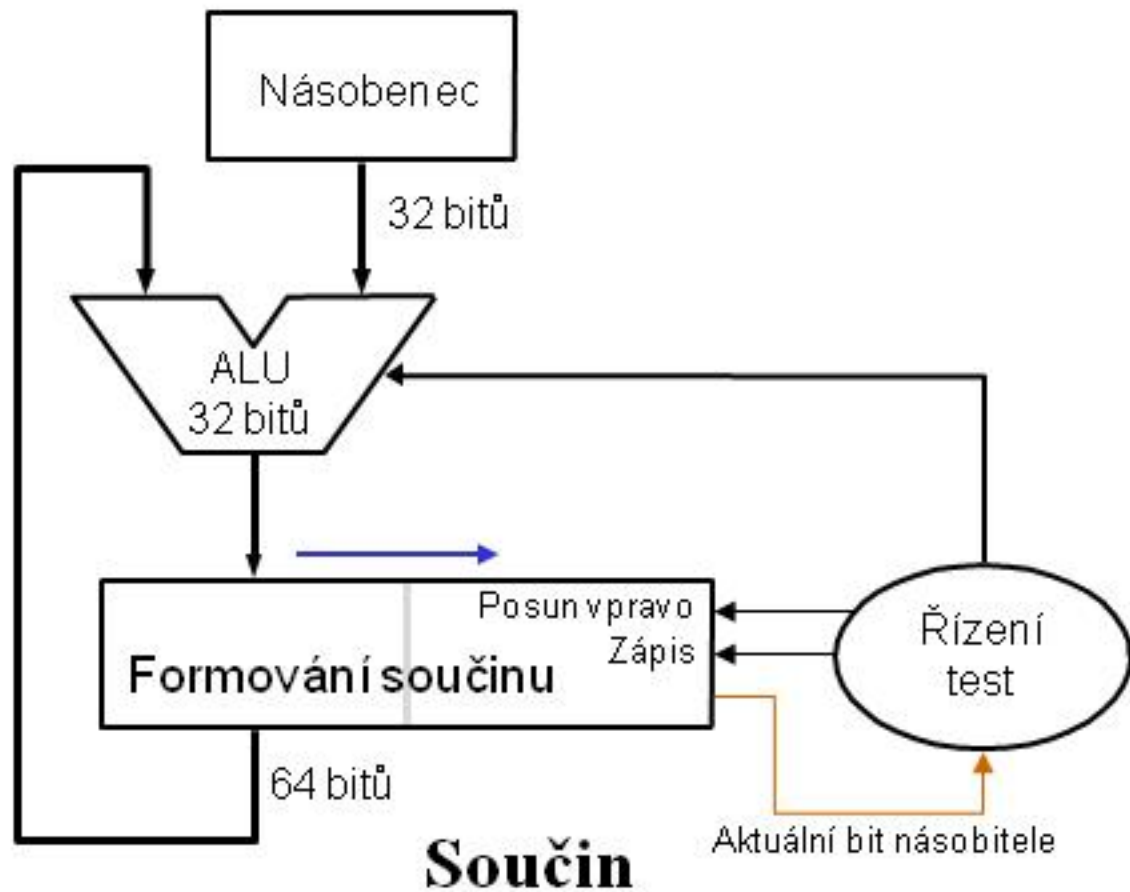 Násobenec
32 bitů
ALU
32 bitů
Posun vpravo
Zápis
Formování součinu
Řízení
test
64 bitů
Aktuální bit násobitele
Součin